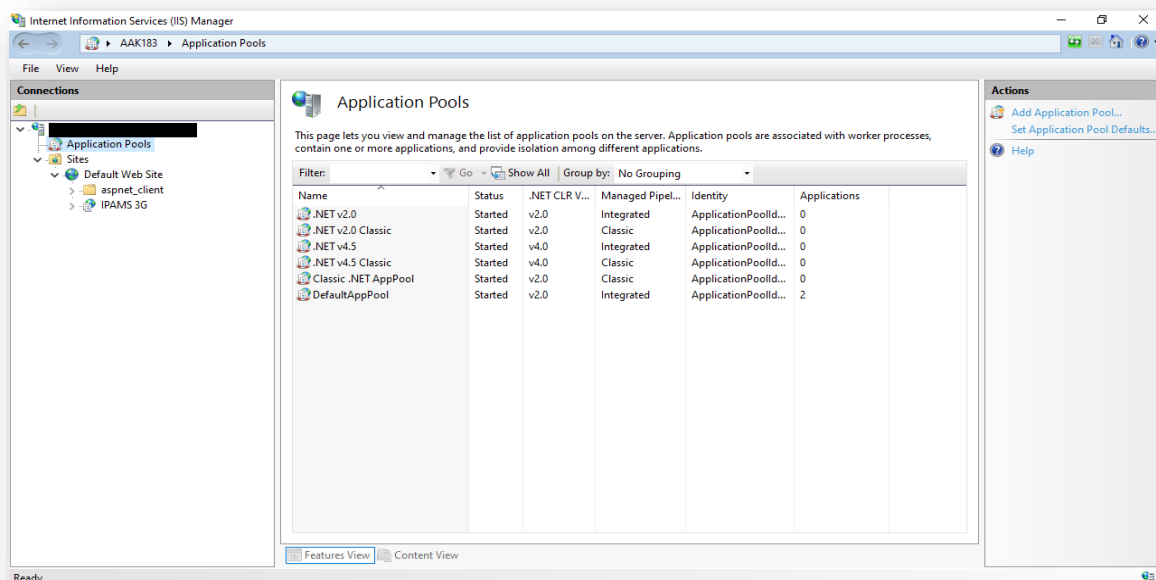 Internet Information Services (IIS) Manager
AAK183 Application Pools
File View Help
Connections
Application Pools
Sites
Default Web Site
aspnet_client
IPAMS 3G
Application Pools
This page lets you view and manage the list of application pools on the server. Application pools are associated with worker processes,
contain one or more applications, and provide isolation among different applications.
Filter: Go Show All Group by: No Grouping
Name Status .NET CLR V... Managed Pipel... Identity Applications
.NET v2.0 Started v2.0 Integrated ApplicationPoolId... 0
.NET v2.0 Classic Started v2.0 Classic ApplicationPoolId... 0
.NET v4.5 Started v4.0 Integrated ApplicationPoolId... 0
.NET v4.5 Classic Started v4.0 Classic ApplicationPoolId... 0
Classic .NET AppPool Started v2.0 Classic ApplicationPoolId... 0
DefaultAppPool Started v2.0 Integrated ApplicationPoolId... 2
Features View Content View
Actions
Add Application Pool...
Set Application Pool Defaults...
Help
Ready